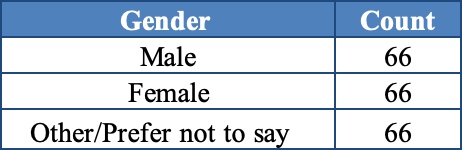 Gender Count
Male 66
Female 66
Other/Prefer not to say 66